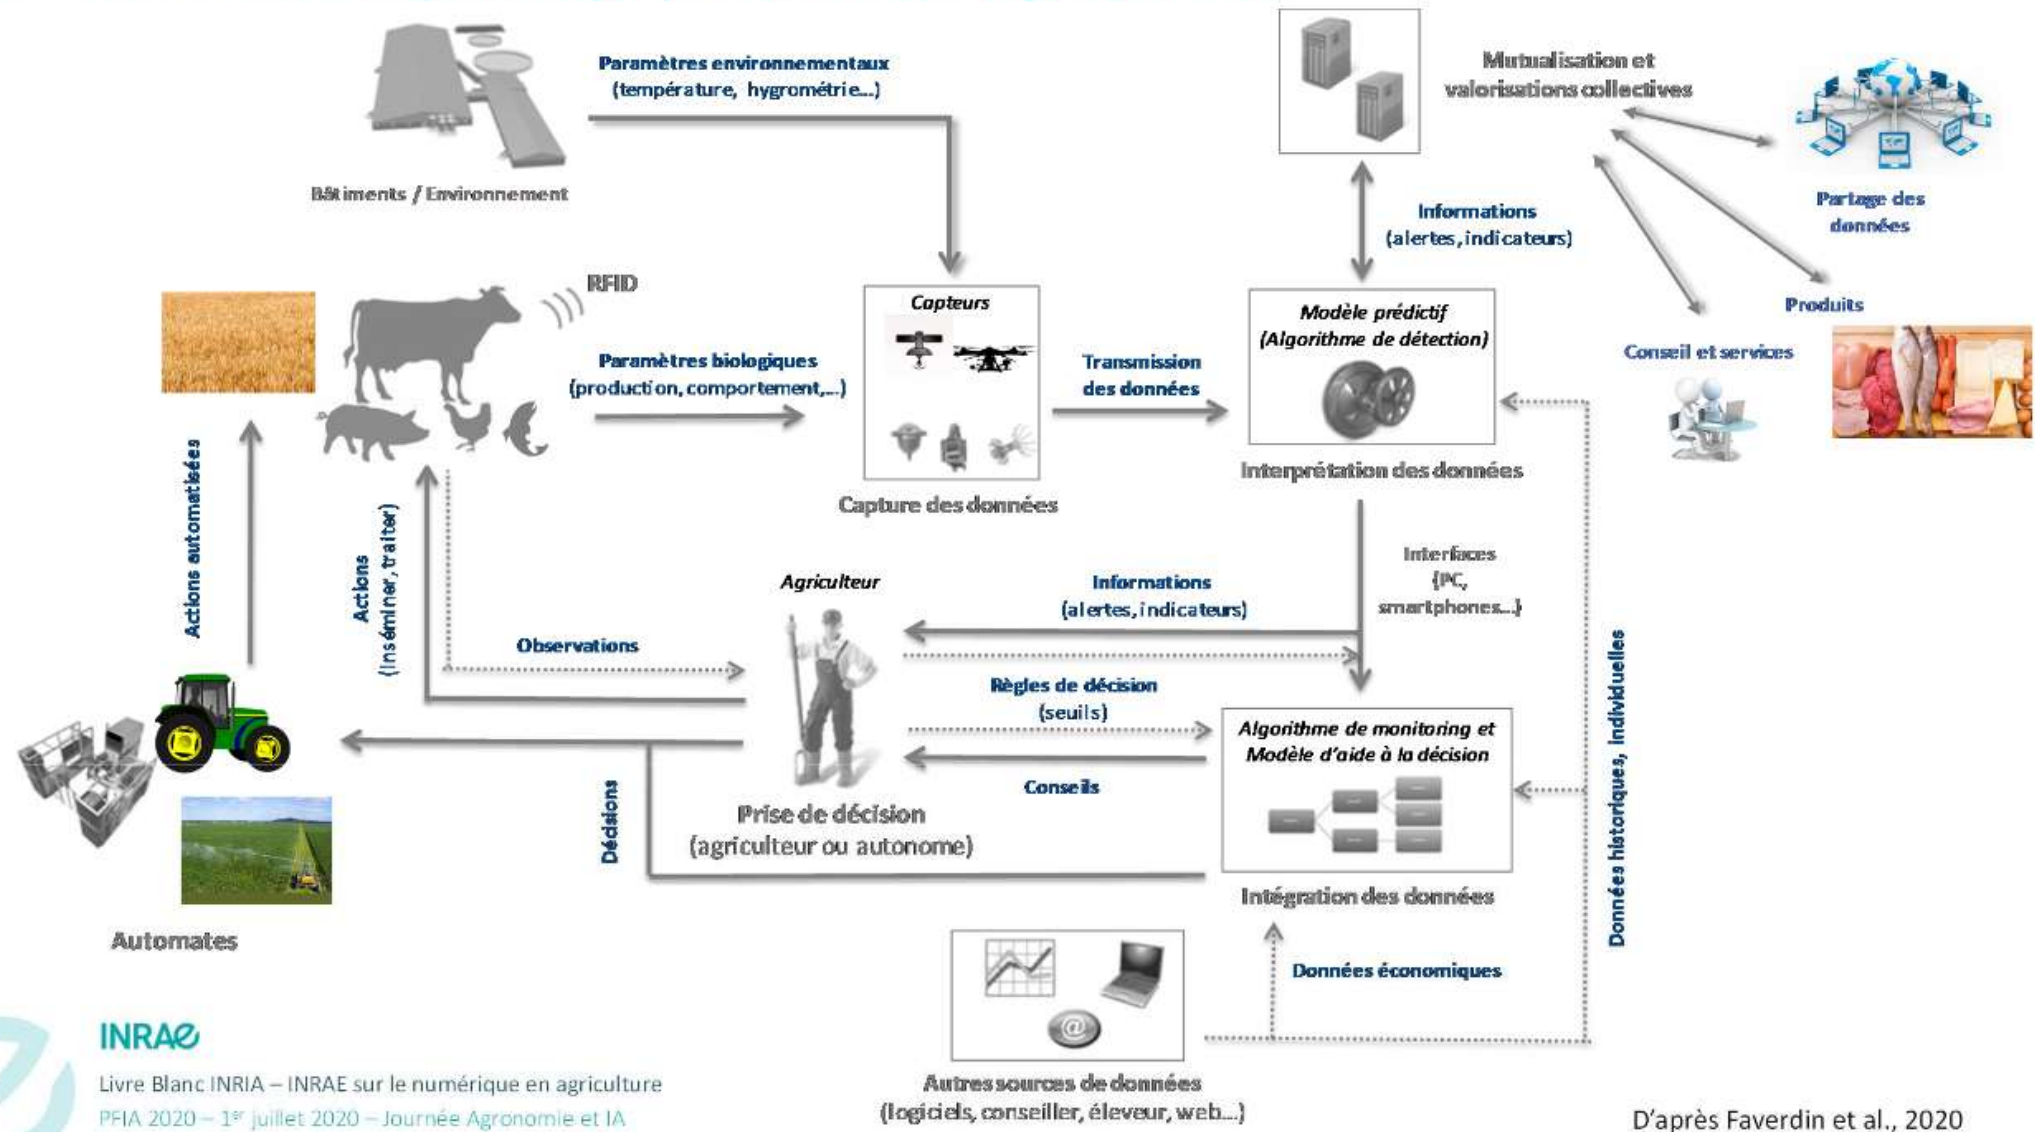 Paramètres environnementaux
(température, hygrométrie...)
Bâtiments / Environnement
Mutualisation et
valorisations collectives
Partage des
données
Informations
(alertes, indicateurs)
Produits
Conseil et services
RFID
Paramètres biologiques
(production, comportement,...)
Capteurs
Capture des données
Transmission
des données
Modèle prédictif
(Algorithme de détection)
Interprétation des données
Interfaces
(PC,
smartphones...)
Actions automatisées
Actions
(inséminer, traiter)
Observations
Agriculteur
Informations
(alertes, indicateurs)
Règles de décision
(seuils)
Conseils
Prise de décision
(agriculteur ou autonome)
Décisions
Algorithme de monitoring et
Modèle d'aide à la décision
Intégration des données
Données historiques, individuelles
Données économiques
Automates
@
Autres sources de données
(logiciels, conseiller, éleveur, web...)
INRAE
Livre Blanc INRIA – INRAE sur le numérique en agriculture
PFIA 2020 – 1er juillet 2020 – Journée Agronomie et IA
D'après Faverdin et al., 2020